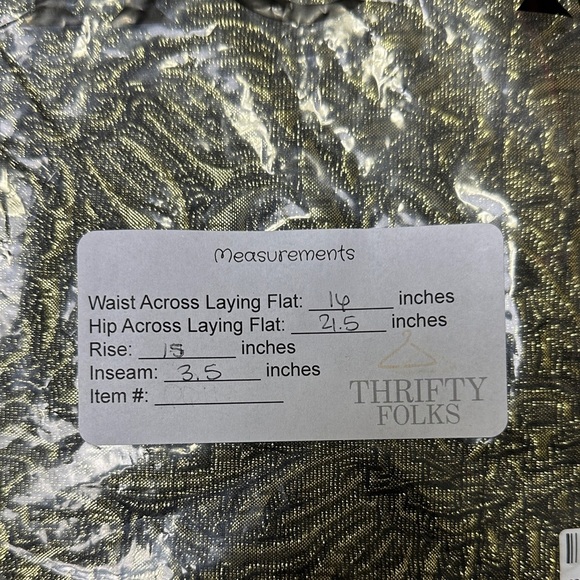 Measurements
Waist Across Laying Flat: 16 inches
Hip Across Laying Flat: 21.5 inches
Rise: 15 inches
Inseam: 3.5 inches
Item #:
THRIFTY
FOLKS